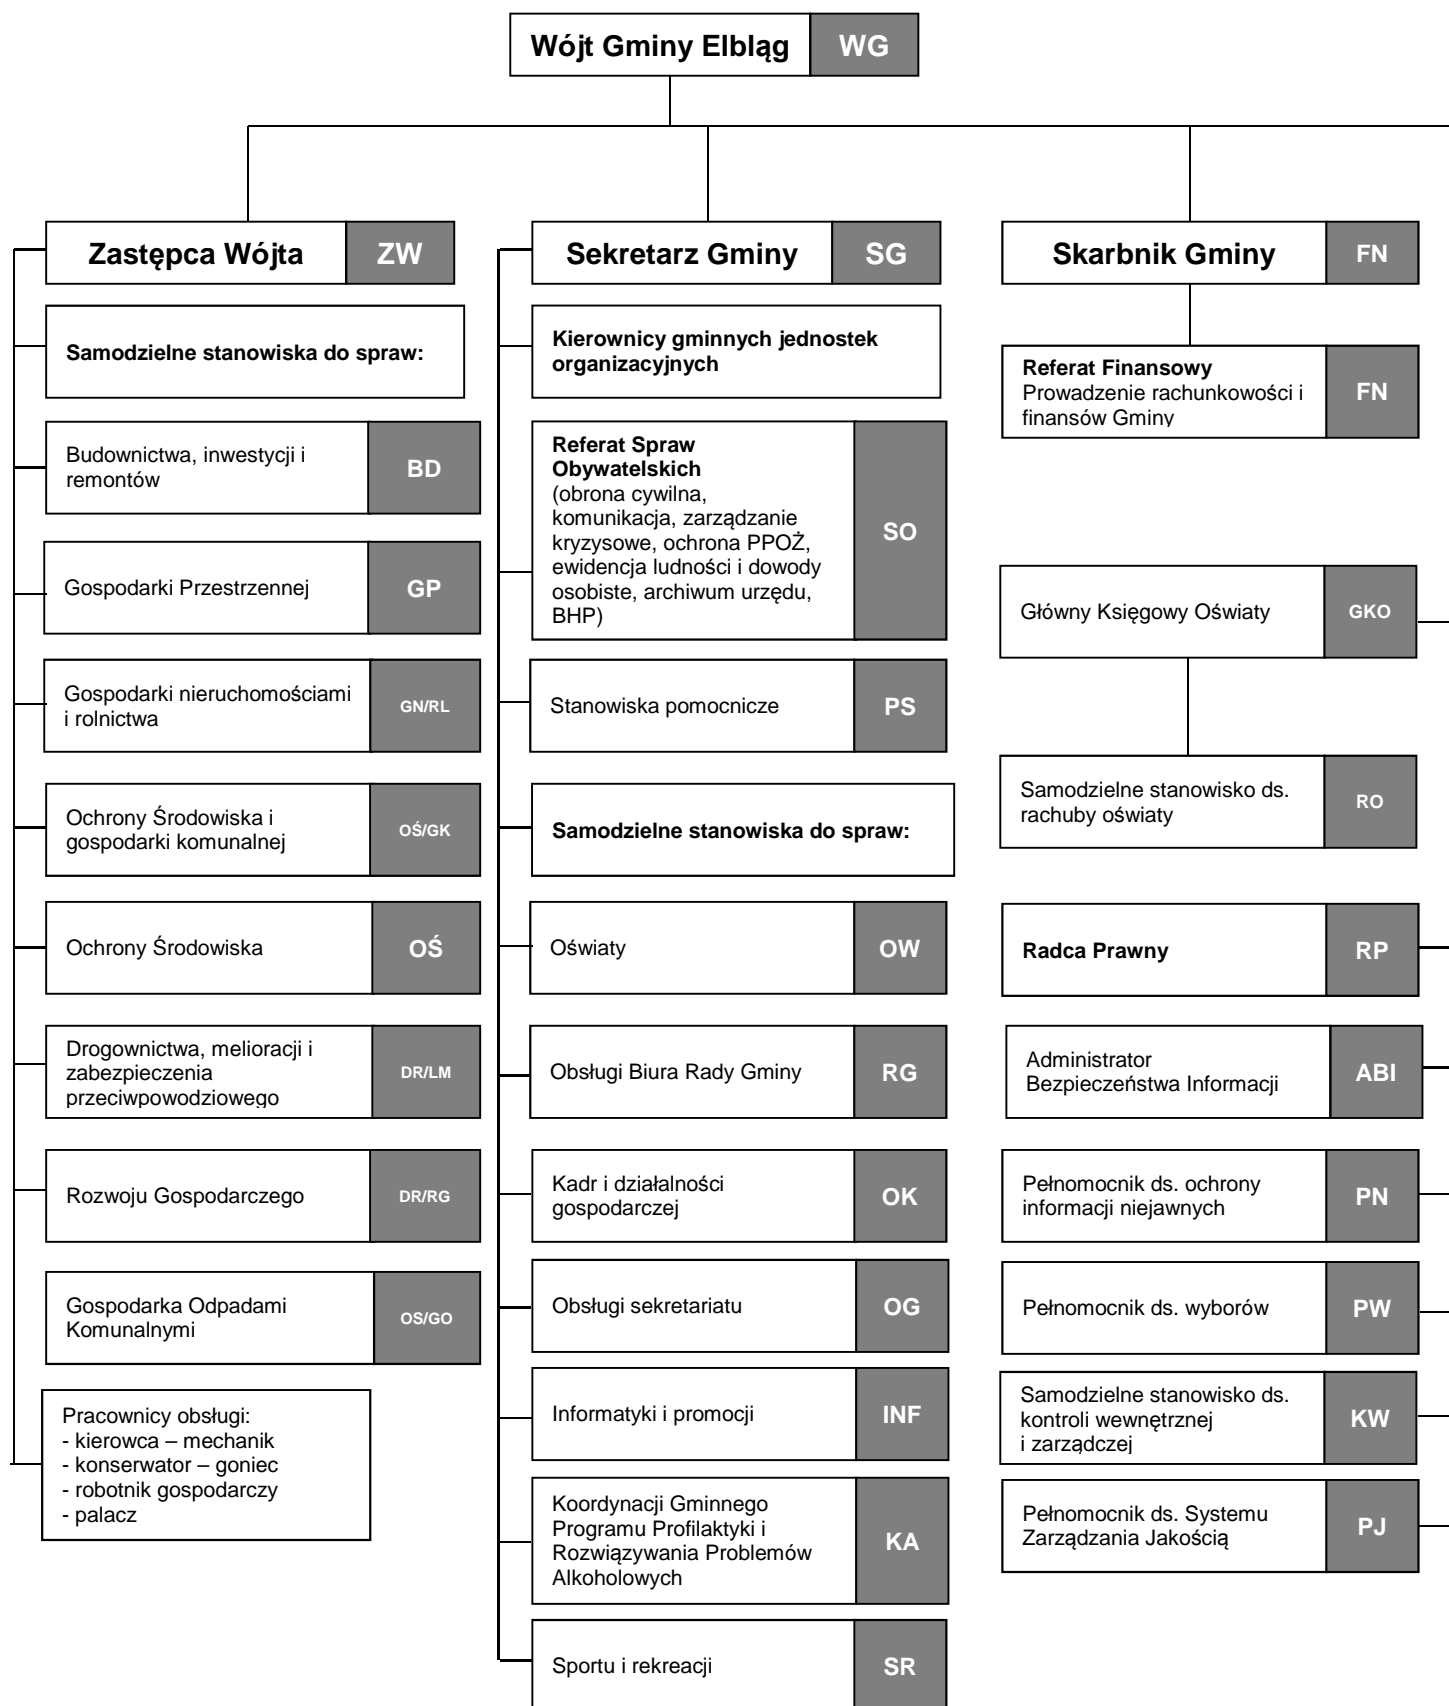 Wójt Gminy Elbląg
WG
Zastępca Wójta
ZW
Samodzielne stanowiska do spraw:
Budownictwa, inwestycji i
remontów
BD
Gospodarki Przestrzennej
GP
Gospodarki nieruchomościami
i rolnictwa
GN/RL
Ochrony Środowiska i
gospodarki komunalnej
OŚ/GK
Ochrony Środowiska
OŚ
Drogownictwa, melioracji i
zabezpieczenia
przeciwpowodziowego
DR/LM
Rozwoju Gospodarczego
DR/RG
Gospodarka Odpadami
Komunalnymi
OS/GO
Pracownicy obsługi:
- kierowca – mechanik
- konserwator – goniec
- robotnik gospodarczy
- palacz
Sekretarz Gminy
SG
Kierownicy gminnych jednostek
organizacyjnych
Referat Spraw
Obywatelskich
(obrona cywilna,
komunikacja, zarządzanie
kryzysowe, ochrona PPOŻ,
ewidencja ludności i dowody
osobiste, archiwum urzędu,
BHP)
SO
Stanowiska pomocnicze
PS
Samodzielne stanowiska do spraw:
Oświaty
OW
Obsługi Biura Rady Gminy
RG
Kadr i działalności
gospodarczej
OK
Obsługi sekretariatu
OG
Informatyki i promocji
INF
Koordynacji Gminnego
Programu Profilaktyki i
Rozwiązywania Problemów
Alkoholowych
KA
Sportu i rekreacji
SR
Skarbnik Gminy
FN
Referat Finansowy
Prowadzenie rachunkowości i
finansów Gminy
FN
Główny Księgowy Oświaty
GKO
Samodzielne stanowisko ds.
rachuby oświaty
RO
Radca Prawny
RP
Administrator
Bezpieczeństwa Informacji
ABI
Pełnomocnik ds. ochrony
informacji niejawnych
PN
Pełnomocnik ds. wyborów
PW
Samodzielne stanowisko ds.
kontroli wewnętrznej
i zarządczej
KW
Pełnomocnik ds. Systemu
Zarządzania Jakością
PJ